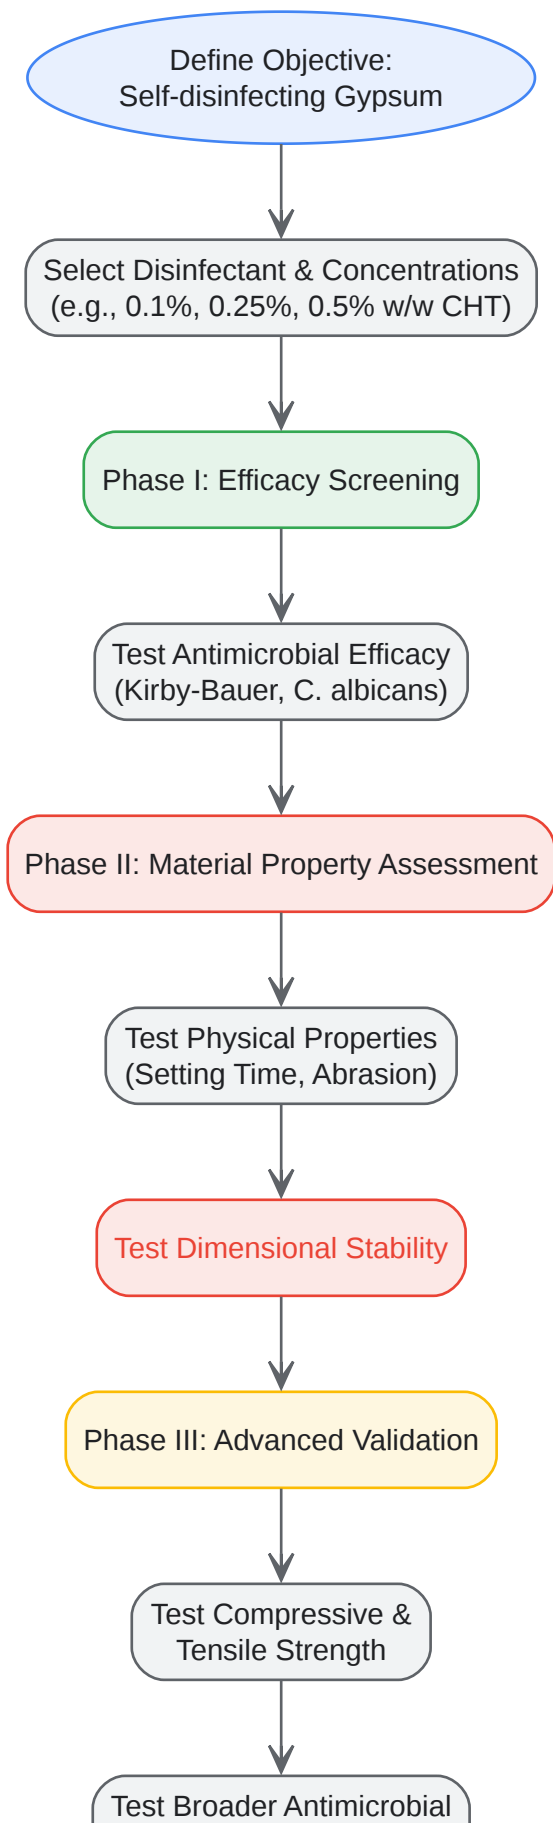 Define Objective:
Self-disinfecting Gypsum
Select Disinfectant & Concentrations
(e.g., 0.1%, 0.25%, 0.5% w/w CHT)
Phase I: Efficacy Screening
Test Antimicrobial Efficacy
(Kirby-Bauer, C. albicans)
Phase II: Material Property Assessment
Test Physical Properties
(Setting Time, Abrasion)
Test Dimensional Stability
Phase III: Advanced Validation
Test Compressive &
Tensile Strength
Test Broader Antimicrobial